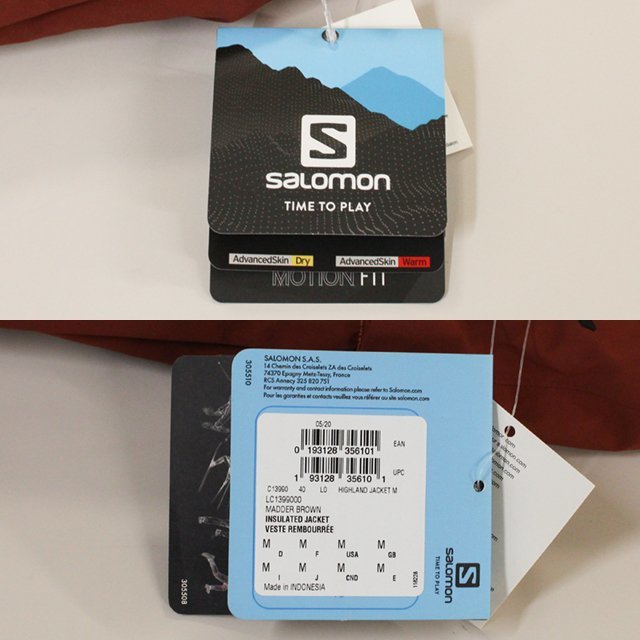 S
SALOMON
TIME TO PLAY
AdvancedSkin Dry
AdvancedSkin Warm
MOTION FIT
305510
SALOMON S.A.S.
14 Chemin des Croiselets ZA des Croiselets
74370 Epagny Metz-Tessy, France
RCS Annecy 325 820 751
For warranty and contact information please refer to Salomon.com
Pour les garanties et contacts veuillez vous référer au site salomon.com
05/20
0 193128 356101 EAN
1 93128 35610 1 UPC
C13990 40 L0 HIGHLAND JACKET M
LC1399000
MADDER BROWN
INSULATED JACKET
VESTE REMBOURRÉE
M M M M
D F USA GB
M M M M
I J CND E
Made in INDONESIA
118228
305508
SALOMON
TIME TO PLAY
S